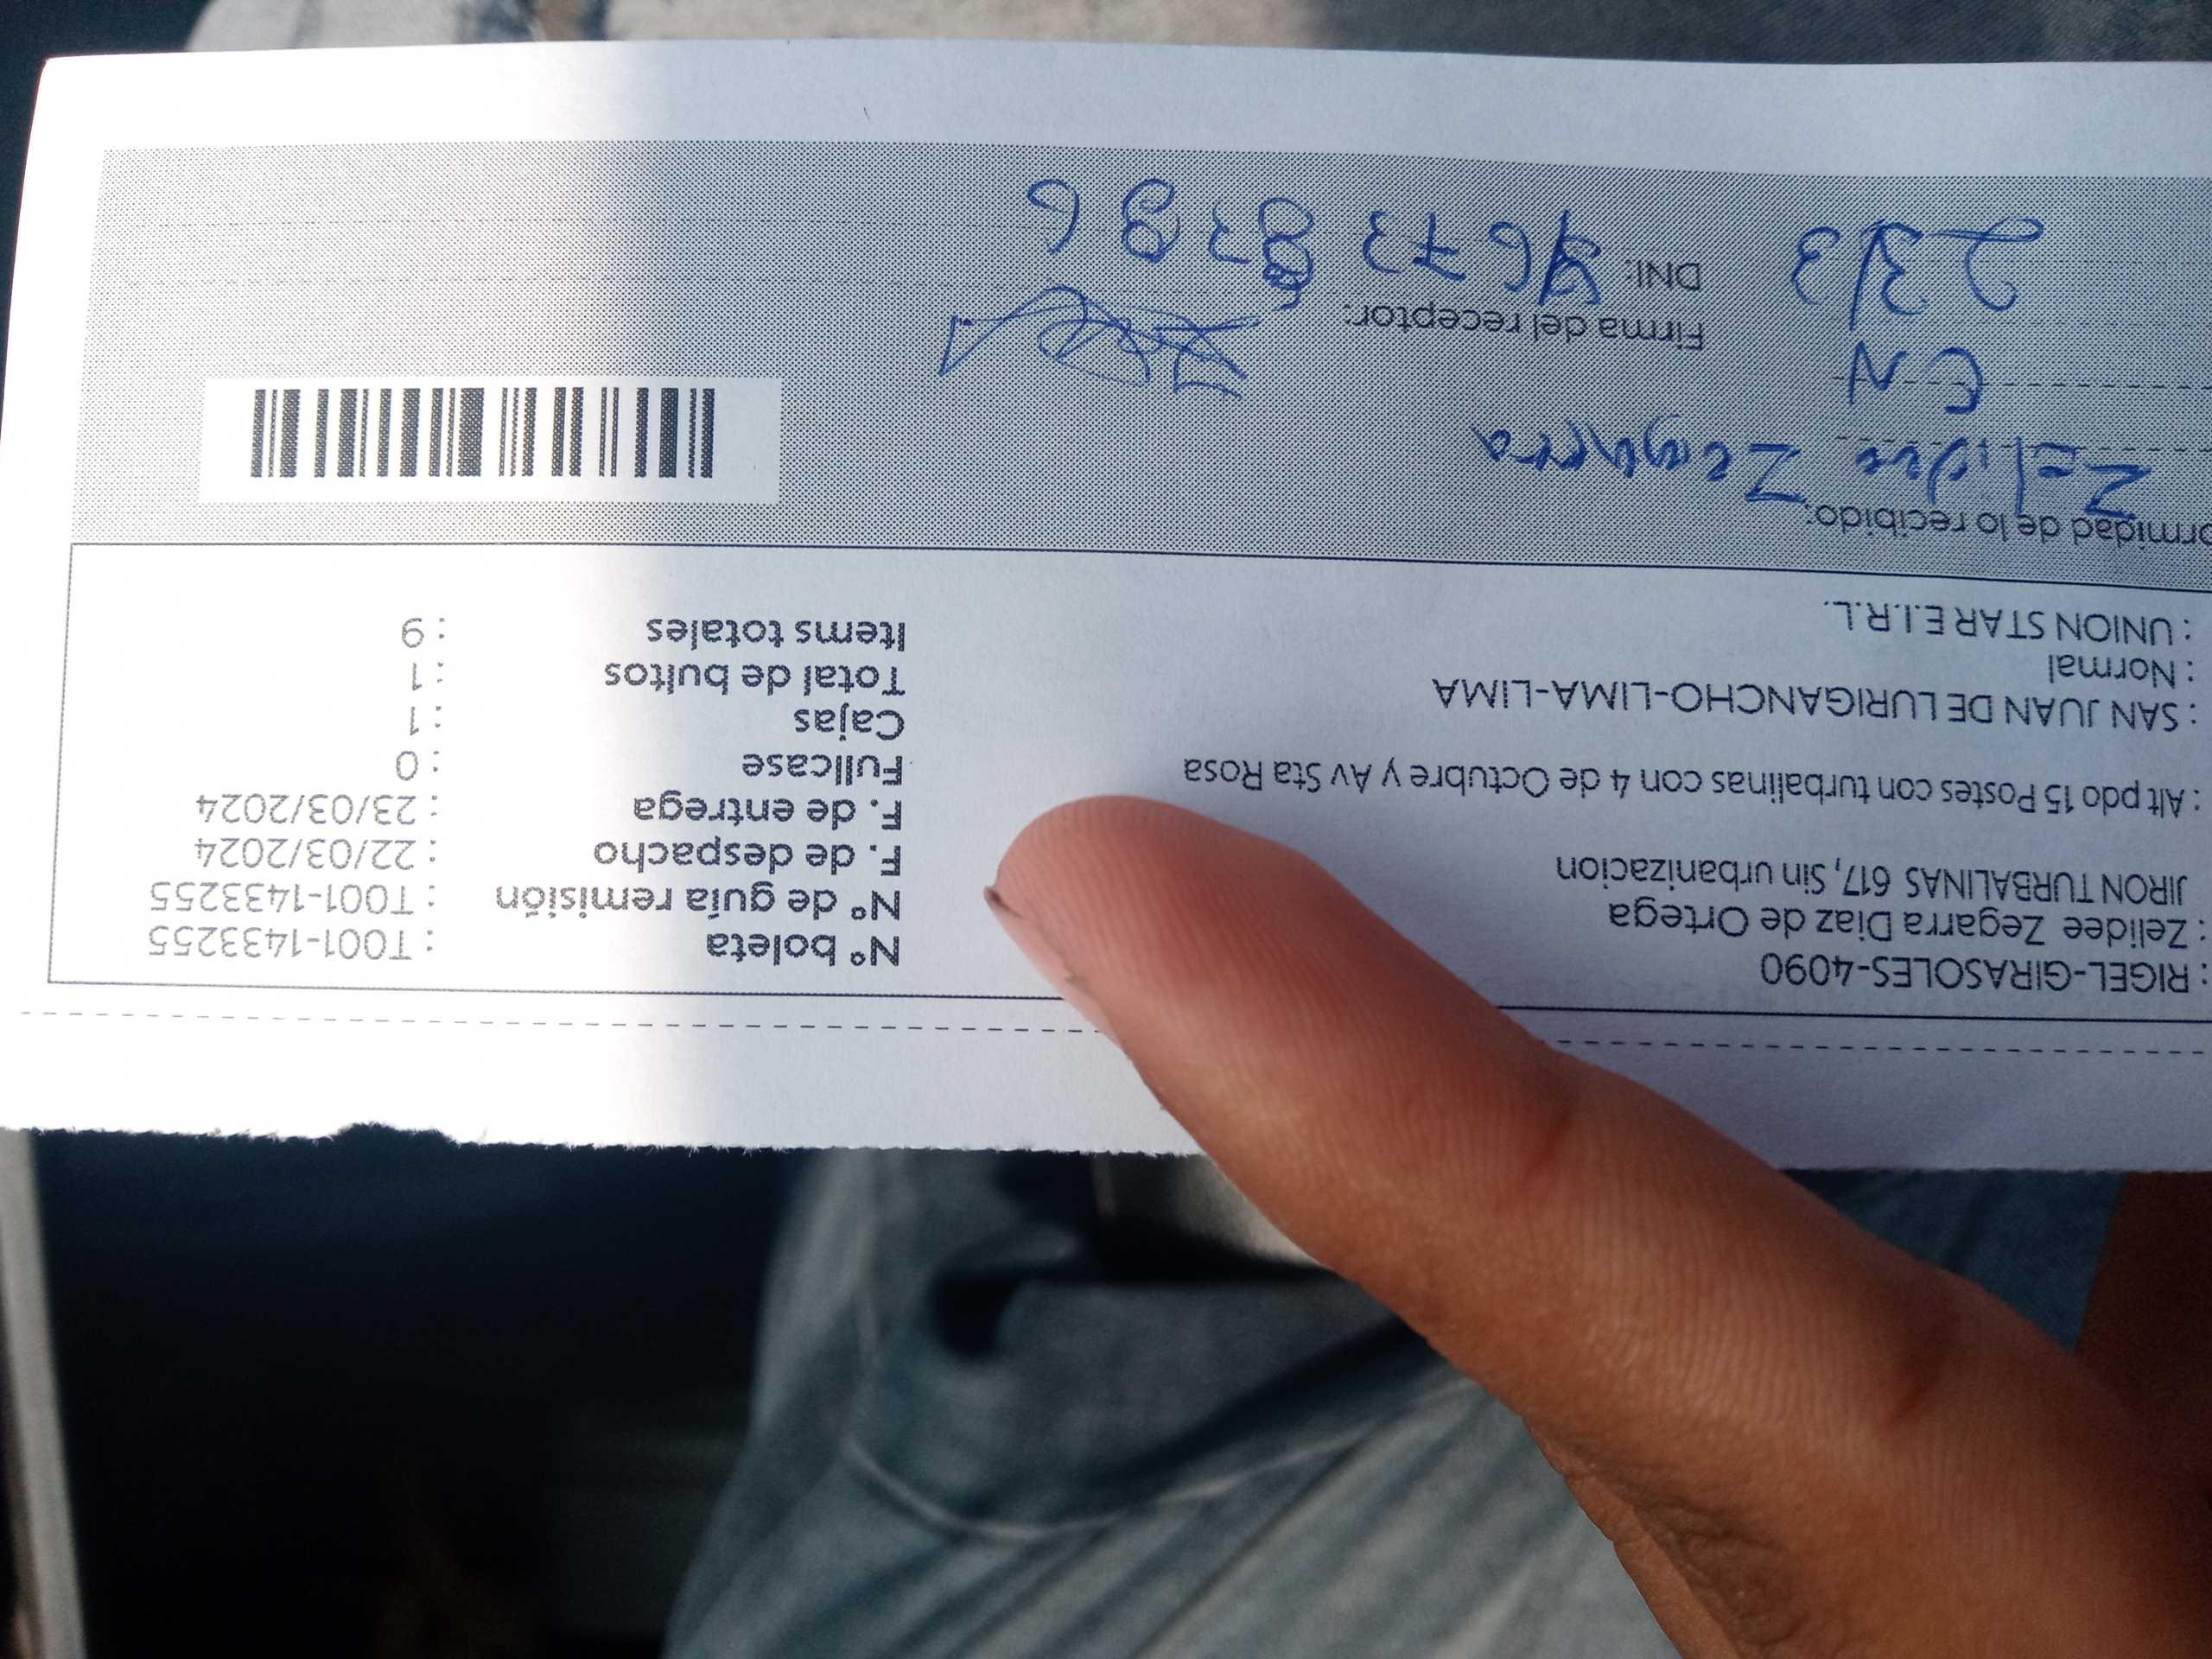 : RIGEL-GIRASOLES-4090
: Zelidee Zegarra Diaz de Ortega
JIRON TURBALINAS 617, Sin urbanizacion
: Alt pdo 15 Postes con turbalinas con 4 de Octubre y Av Sta Rosa
: SAN JUAN DE LURIGANCHO-LIMA-LIMA
: Normal
: UNION STAR E.I.R.L.
N° boleta : T001-1433255
N° de guía remisión : T001-1433255
F. de despacho : 22/03/2024
F. de entrega : 23/03/2024
Fullcase : 0
Cajas : 1
Total de bultos : 1
Items totales : 9
ormidad de lo recibido:
Zelidee Zegarra
CN
23/3
Firma del receptor:
DNI: